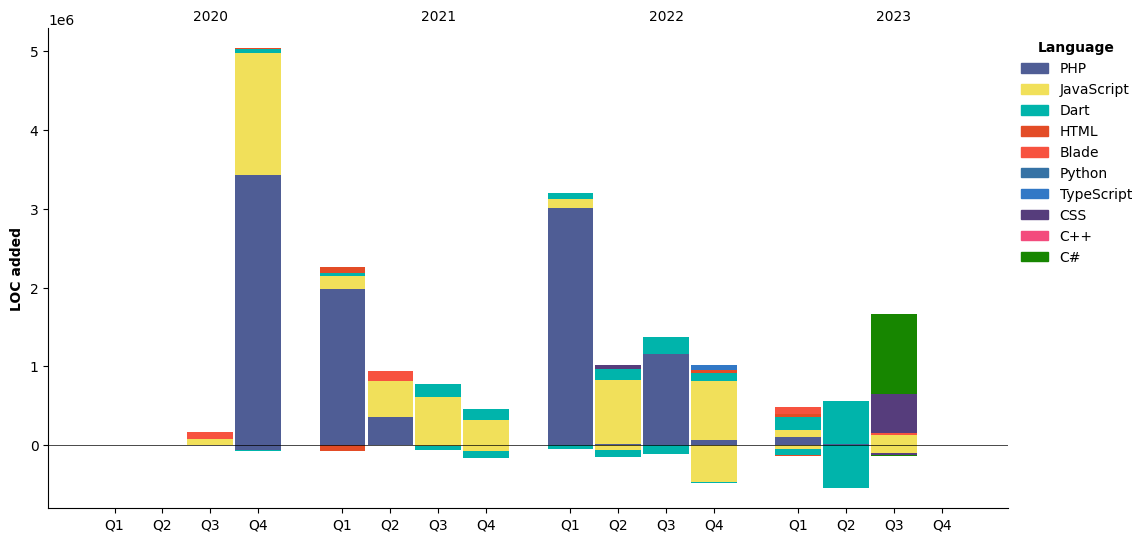 2020 2021 2022 2023
1e6
5
4
3
2
1
0
LOC added
Q1 Q2 Q3 Q4 Q1 Q2 Q3 Q4 Q1 Q2 Q3 Q4 Q1 Q2 Q3 Q4
Language
PHP
JavaScript
Dart
HTML
Blade
Python
TypeScript
CSS
C++
C#